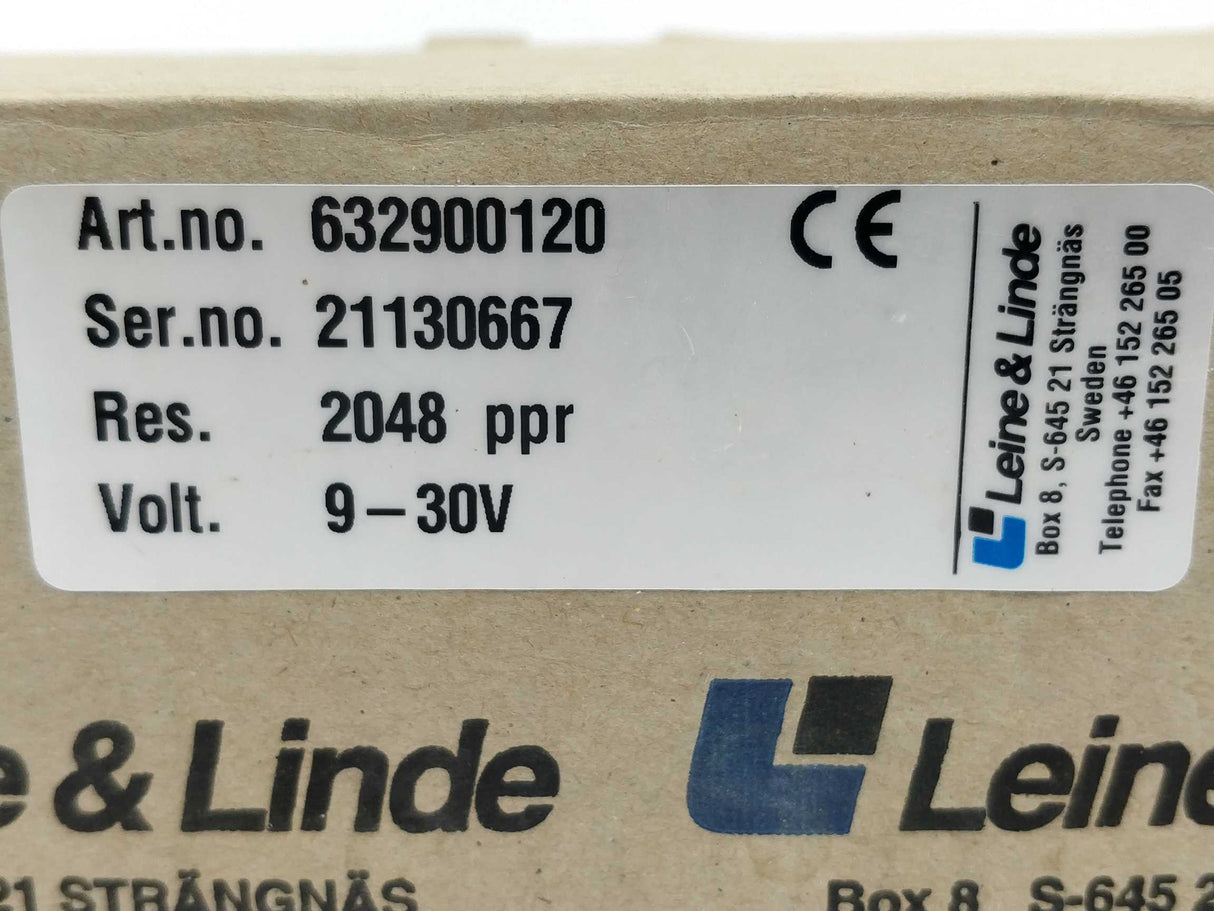 Art.no. 632900120
Ser.no. 21130667
Res. 2048 ppr
Volt. 9-30V
CE
Leine & Linde
Box 8, S-645 21 Strängnäs
Sweden
Telephone +46 152 265 00
Fax +46 152 265 05
e & Linde
21 STRÄNGNÄS
Leine
Box 8 S-645 2